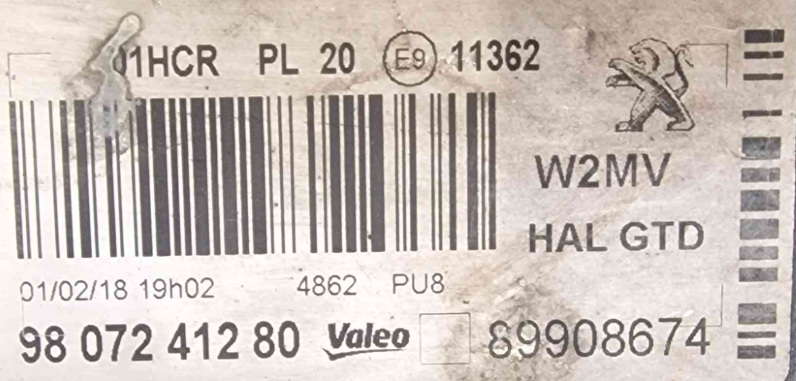 01HCR PL 20 E9 11362
W2MV
HAL GTD
01/02/18 19h02 4862 PU8
98 072 412 80 Valeo 89908674